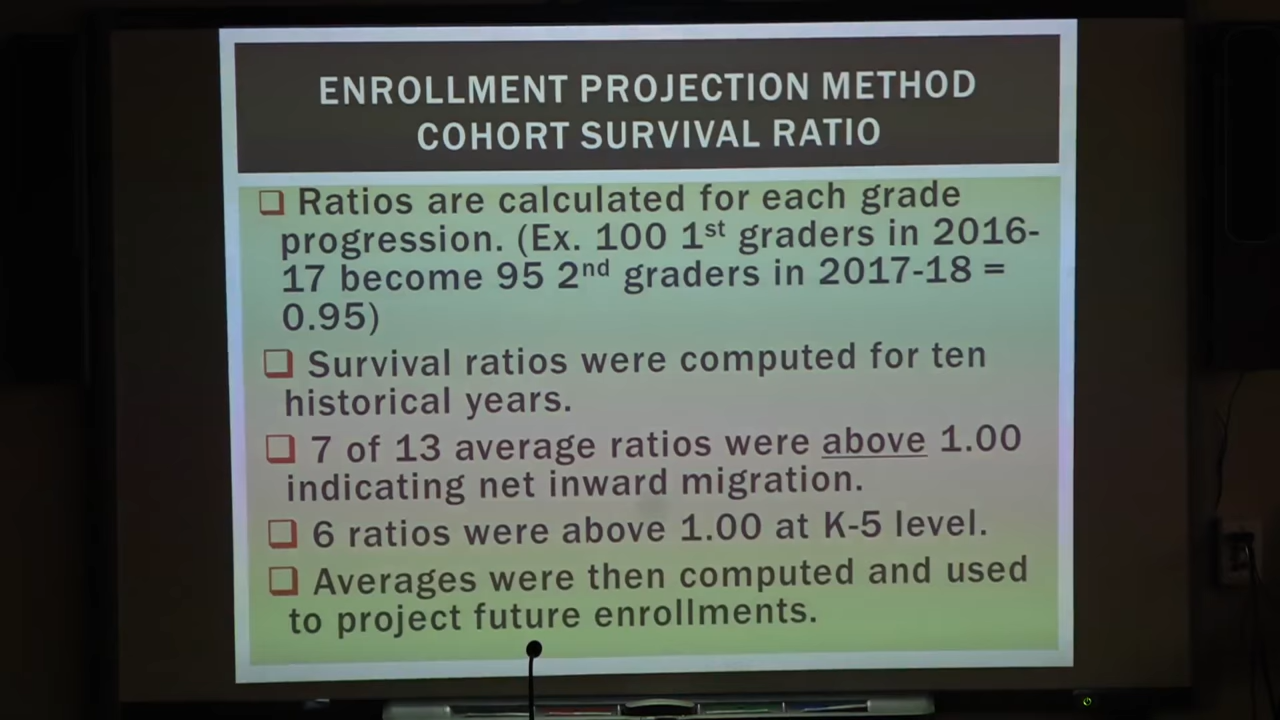 ENROLLMENT PROJECTION METHOD
COHORT SURVIVAL RATIO
❑ Ratios are calculated for each grade
progression. (Ex. 100 1st graders in 2016-
17 become 95 2nd graders in 2017-18 =
0.95)
❑ Survival ratios were computed for ten
historical years.
❑ 7 of 13 average ratios were above 1.00
indicating net inward migration.
❑ 6 ratios were above 1.00 at K-5 level.
❑ Averages were then computed and used
to project future enrollments.